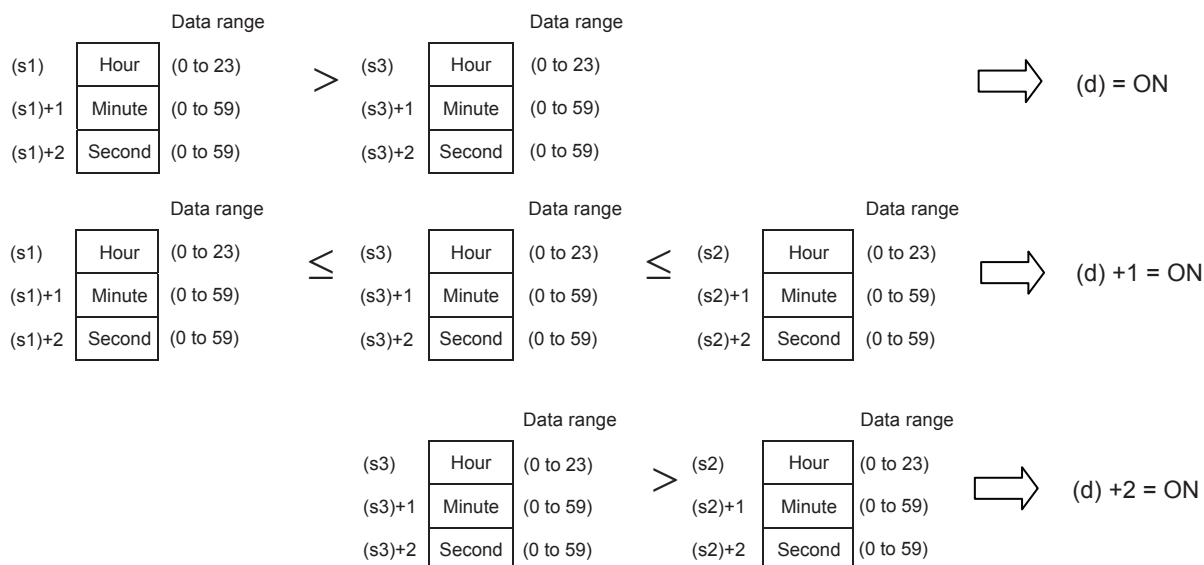 Data range Data range
(s1) Hour (0 to 23) > (s3) Hour (0 to 23) (d) = ON
(s1)+1 Minute (0 to 59) (s3)+1 Minute (0 to 59)
(s1)+2 Second (0 to 59) (s3)+2 Second (0 to 59)
Data range Data range Data range
(s1) Hour (0 to 23) ≤ (s3) Hour (0 to 23) ≤ (s2) Hour (0 to 23) (d) +1 = ON
(s1)+1 Minute (0 to 59) (s3)+1 Minute (0 to 59) (s2)+1 Minute (0 to 59)
(s1)+2 Second (0 to 59) (s3)+2 Second (0 to 59) (s2)+2 Second (0 to 59)
Data range Data range
(s3) Hour (0 to 23) > (s2) Hour (0 to 23) (d) +2 = ON
(s3)+1 Minute (0 to 59) (s2)+1 Minute (0 to 59)
(s3)+2 Second (0 to 59) (s2)+2 Second (0 to 59)